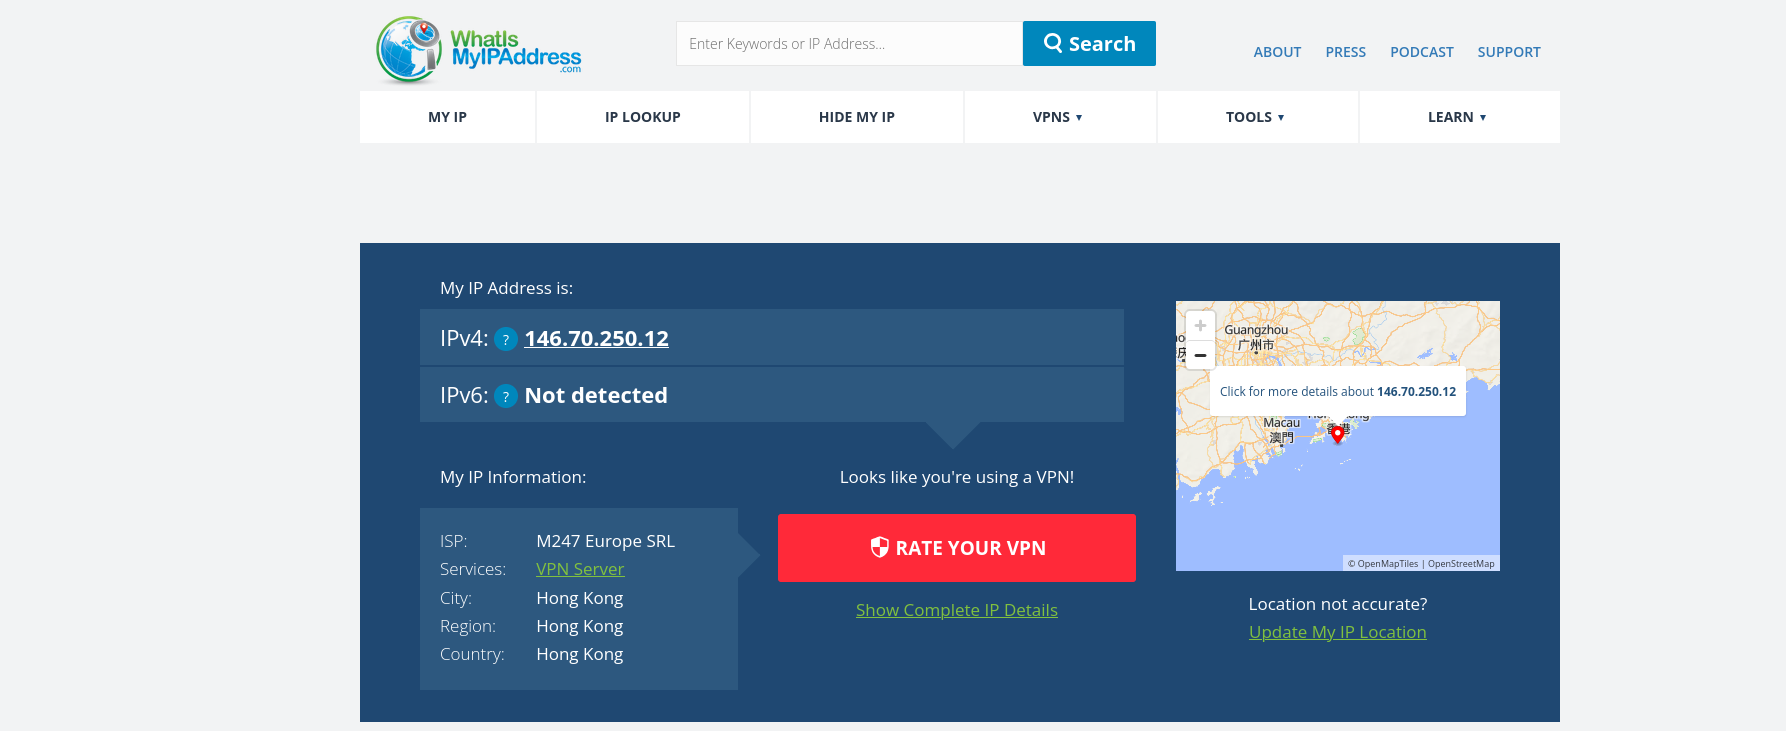 WhatIs
MyIPAddress
.com
Enter Keywords or IP Address...
Search
ABOUT PRESS PODCAST SUPPORT
MY IP IP LOOKUP HIDE MY IP VPNS ▼ TOOLS ▼ LEARN ▼
My IP Address is:
IPv4: ? 146.70.250.12
IPv6: ? Not detected
My IP Information:
ISP: M247 Europe SRL
Services: VPN Server
City: Hong Kong
Region: Hong Kong
Country: Hong Kong
Looks like you're using a VPN!
RATE YOUR VPN
Show Complete IP Details
+
−
Guangzhou
广州市
Click for more details about 146.70.250.12
Macau
澳門
香港
© OpenMapTiles | OpenStreetMap
Location not accurate?
Update My IP Location